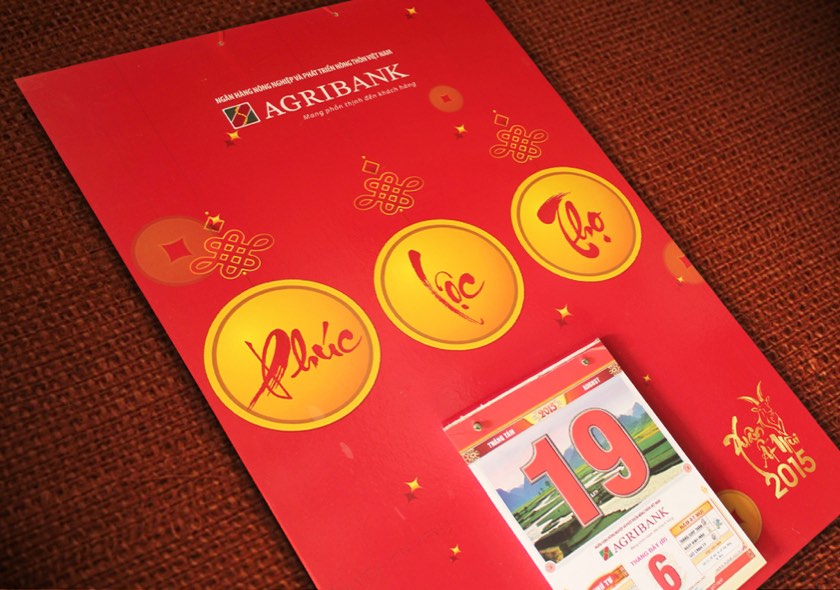 NGÂN HÀNG NÔNG NGHIỆP VÀ PHÁT TRIỂN NÔNG THÔN VIỆT NAM
AGRIBANK
Mang phồn thịnh đến khách hàng
Phúc
Lộc
Thọ
THÁNG TÁM
2015
AUGUST
19
AGRIBANK
THÁNG BẢY (Đ)
6
Xuân
Ất Mùi
2015